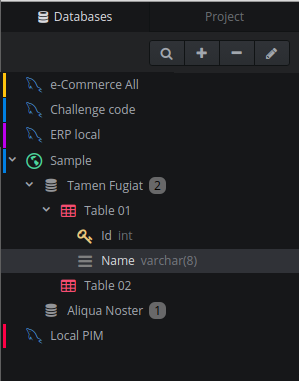 Databases Project
e-Commerce All
Challenge code
ERP local
Sample
Tamen Fugiat 2
Table 01
Id int
Name varchar(8)
Table 02
Aliqua Noster 1
Local PIM